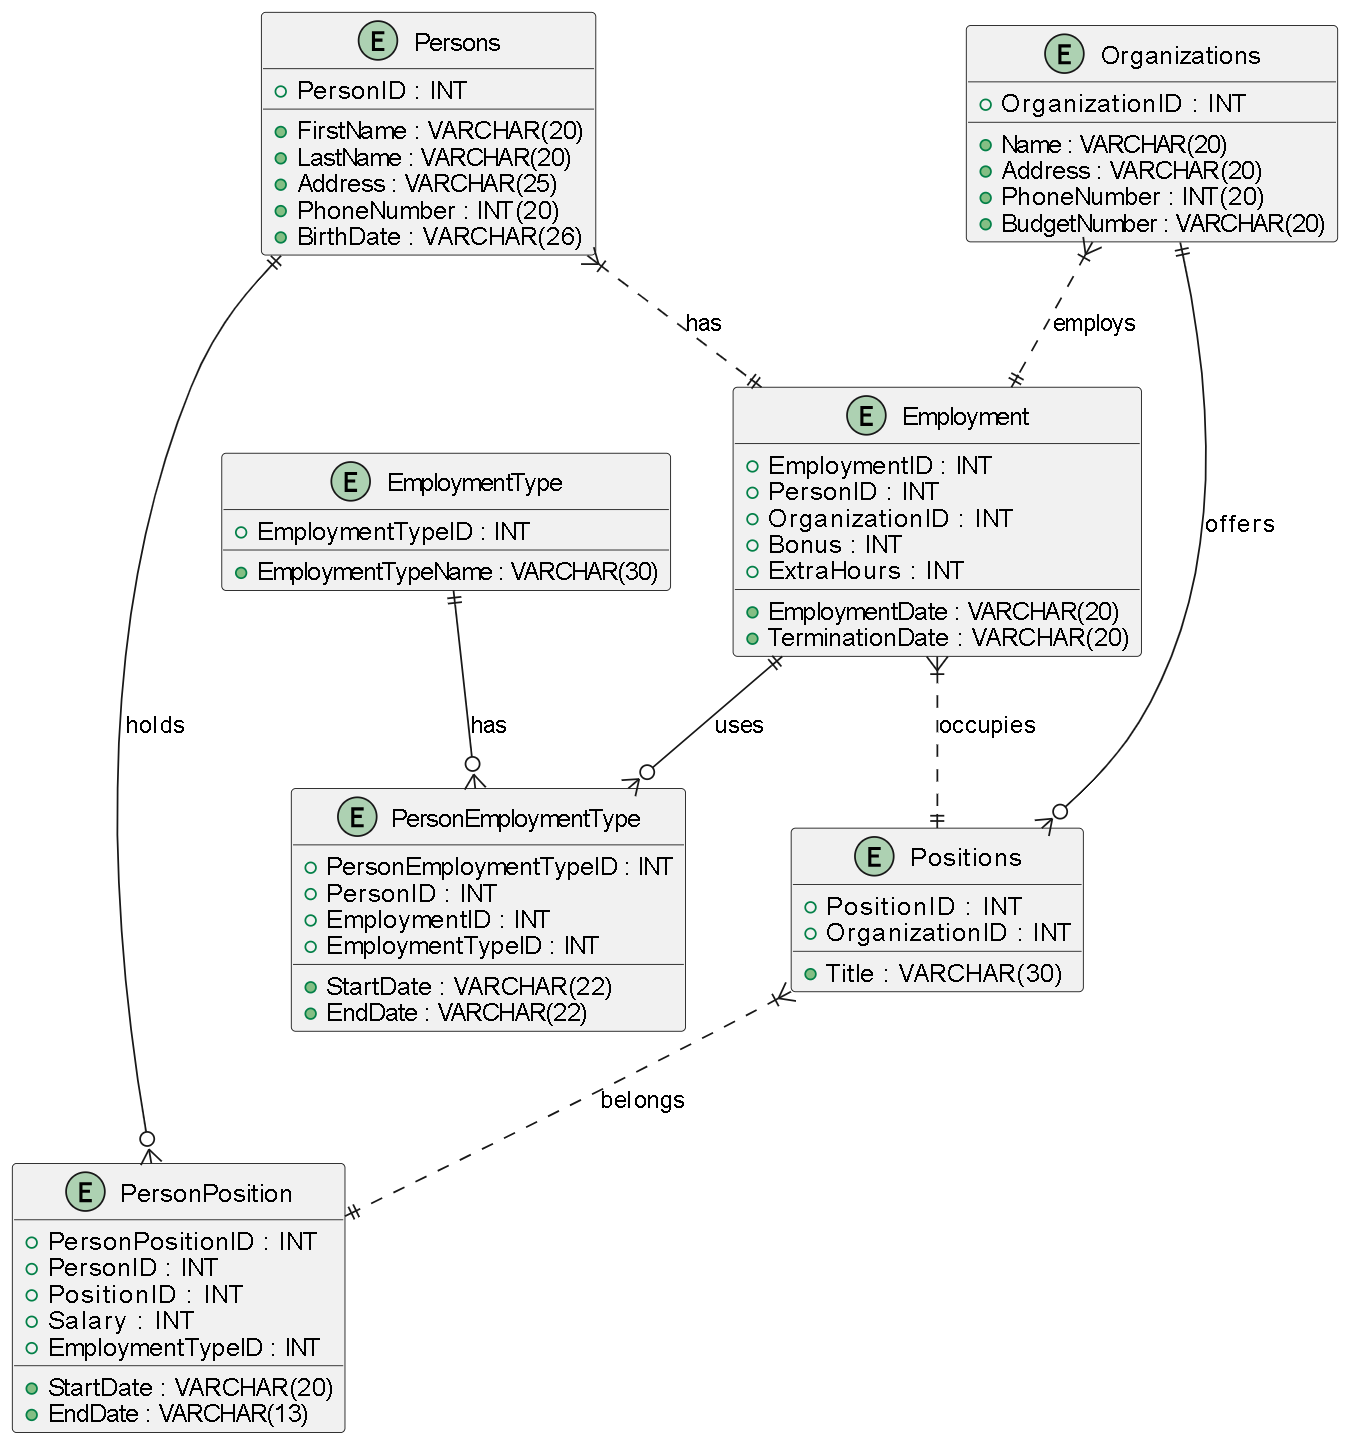 E Persons
PersonID : INT
FirstName : VARCHAR(20)
LastName : VARCHAR(20)
Address : VARCHAR(25)
PhoneNumber : INT(20)
BirthDate : VARCHAR(26)
E Organizations
OrganizationID : INT
Name : VARCHAR(20)
Address : VARCHAR(20)
PhoneNumber : INT(20)
BudgetNumber : VARCHAR(20)
has
employs
E Employment
EmploymentID : INT
PersonID : INT
OrganizationID : INT
Bonus : INT
ExtraHours : INT
EmploymentDate : VARCHAR(20)
TerminationDate : VARCHAR(20)
E EmploymentType
EmploymentTypeID : INT
EmploymentTypeName : VARCHAR(30)
offers
holds
has
uses
occupies
E PersonEmploymentType
PersonEmploymentTypeID : INT
PersonID : INT
EmploymentID : INT
EmploymentTypeID : INT
StartDate : VARCHAR(22)
EndDate : VARCHAR(22)
E Positions
PositionID : INT
OrganizationID : INT
Title : VARCHAR(30)
belongs
E PersonPosition
PersonPositionID : INT
PersonID : INT
PositionID : INT
Salary : INT
EmploymentTypeID : INT
StartDate : VARCHAR(20)
EndDate : VARCHAR(13)